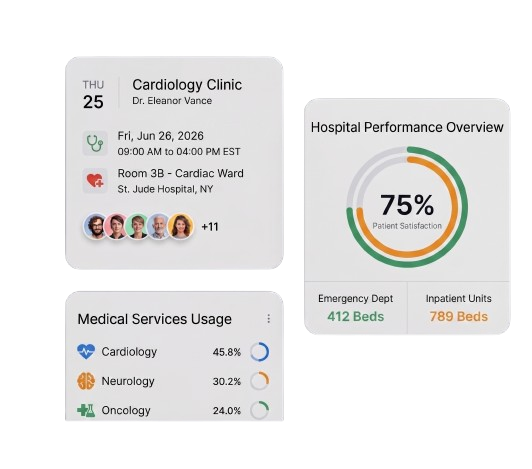 THU
25
Cardiology Clinic
Dr. Eleanor Vance
Fri, Jun 26, 2026
09:00 AM to 04:00 PM EST
Room 3B - Cardiac Ward
St. Jude Hospital, NY
+11
Medical Services Usage
Cardiology 45.8%
Neurology 30.2%
Oncology 24.0%
Hospital Performance Overview
75%
Patient Satisfaction
Emergency Dept
412 Beds
Inpatient Units
789 Beds